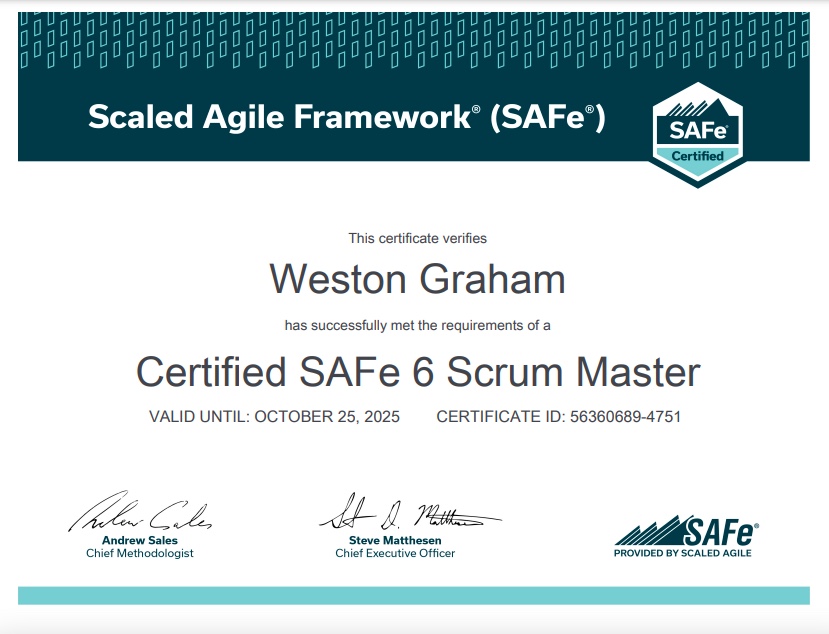 Scaled Agile Framework® (SAFe®)
SAFe®
Certified
This certificate verifies
Weston Graham
has successfully met the requirements of a
Certified SAFe 6 Scrum Master
VALID UNTIL: OCTOBER 25, 2025 CERTIFICATE ID: 56360689-4751
Andrew Sales
Chief Methodologist
Steve Matthesen
Chief Executive Officer
SAFe®
PROVIDED BY SCALED AGILE